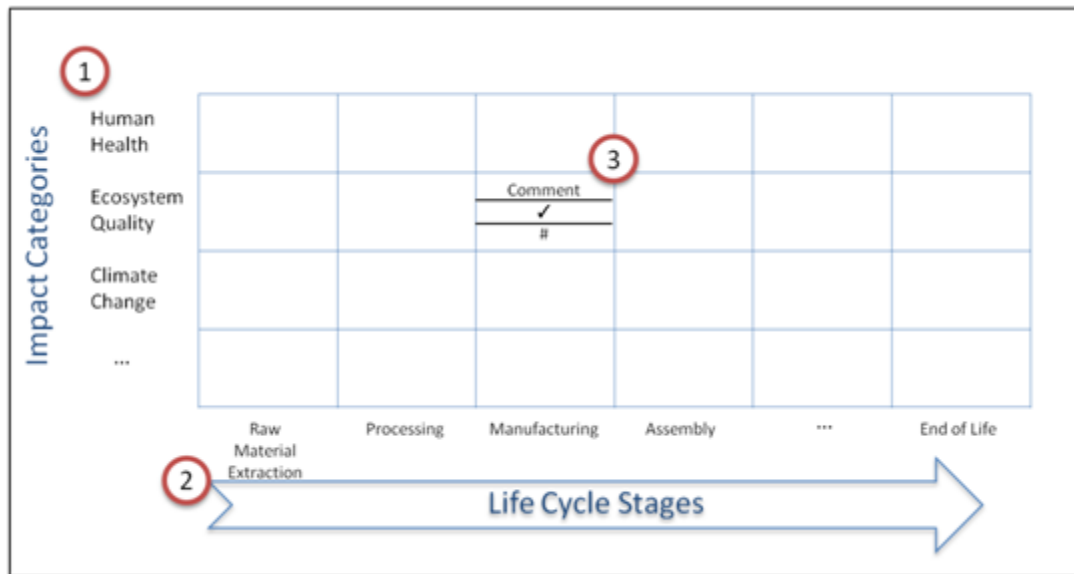 1
Impact Categories
Human
Health
3
Ecosystem
Quality
Comment
✓
#
Climate
Change
...
Raw
Material
Extraction
Processing
Manufacturing
Assembly
...
End of Life
2
Life Cycle Stages